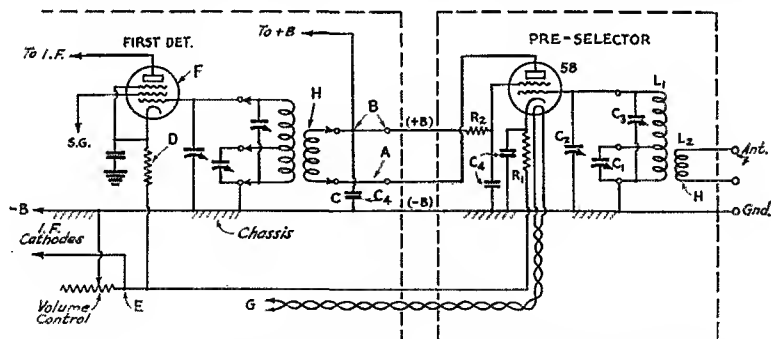 To +B
FIRST DET.
PRE-SELECTOR
To I.F.
F
58
L1
H
B
(+B)
R2
C3
L2
S.G.
D
A
C4
C2
C1
Ant.
R1
H
C
C4
-B
(-B)
Gnd.
Chassis
I.F.
Cathodes
E
G
Volume
Control